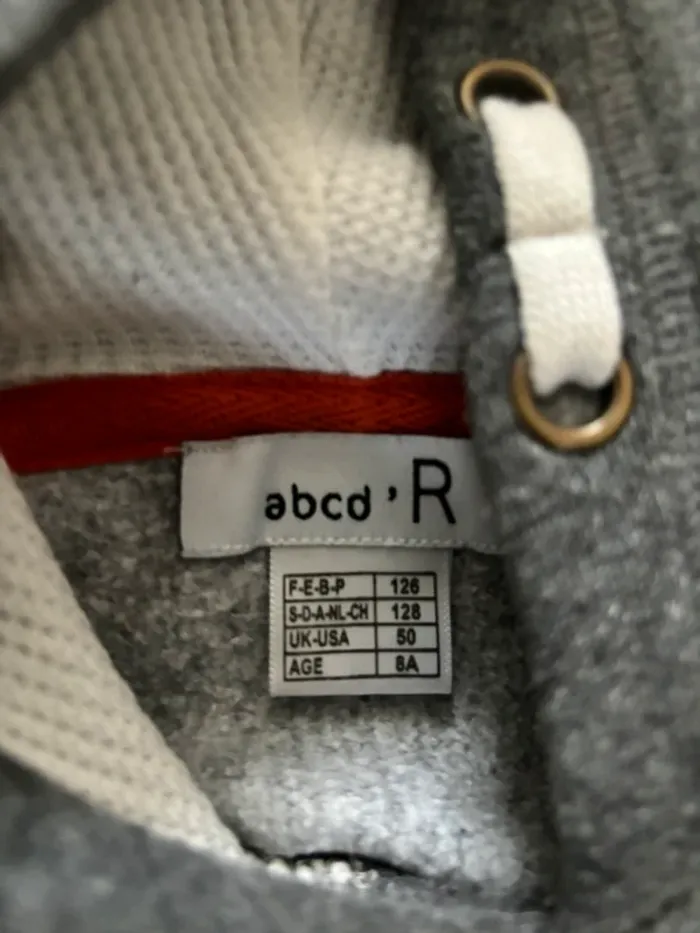 abcd'R
F-E-B-P 126
S-D-A-NL-CH 128
UK-USA 50
AGE 8A